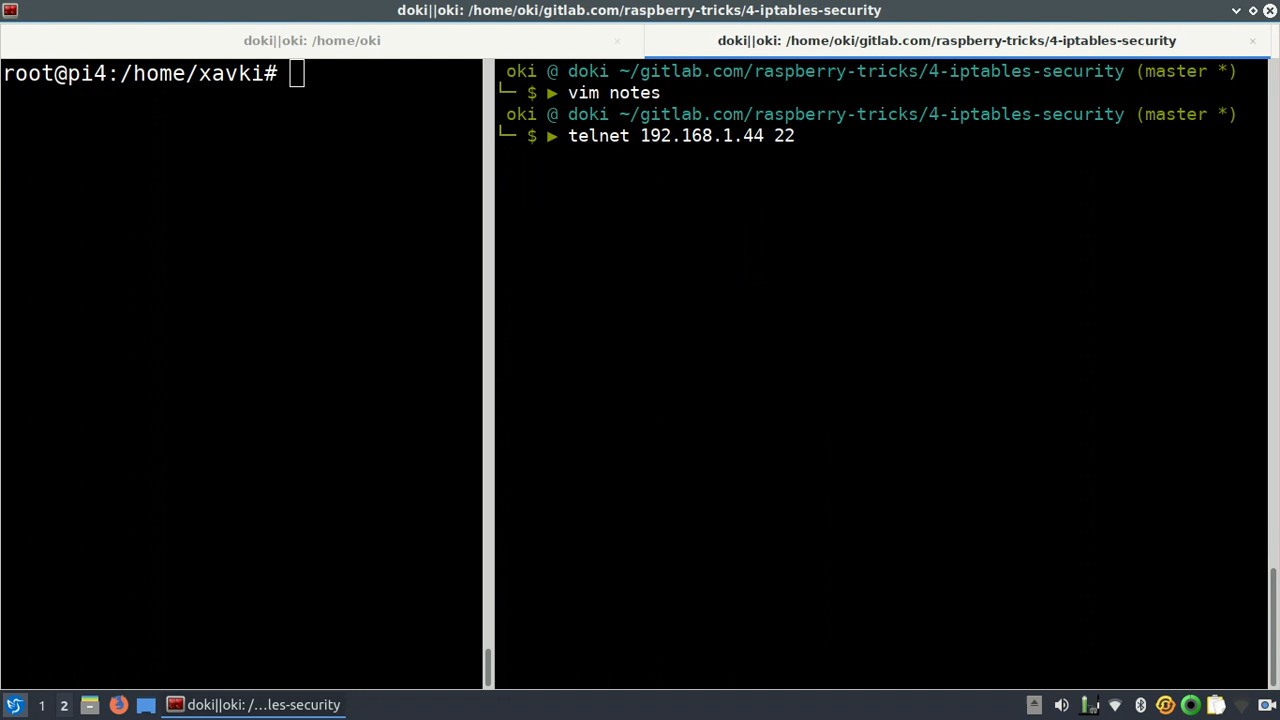 doki||oki: /home/oki/gitlab.com/raspberry-tricks/4-iptables-security
doki||oki: /home/oki
doki||oki: /home/oki/gitlab.com/raspberry-tricks/4-iptables-security
root@pi4:/home/xavki#
oki @ doki ~/gitlab.com/raspberry-tricks/4-iptables-security (master *)
└─ $ ▶ vim notes
oki @ doki ~/gitlab.com/raspberry-tricks/4-iptables-security (master *)
└─ $ ▶ telnet 192.168.1.44 22
1 2 doki||oki: /...les-security